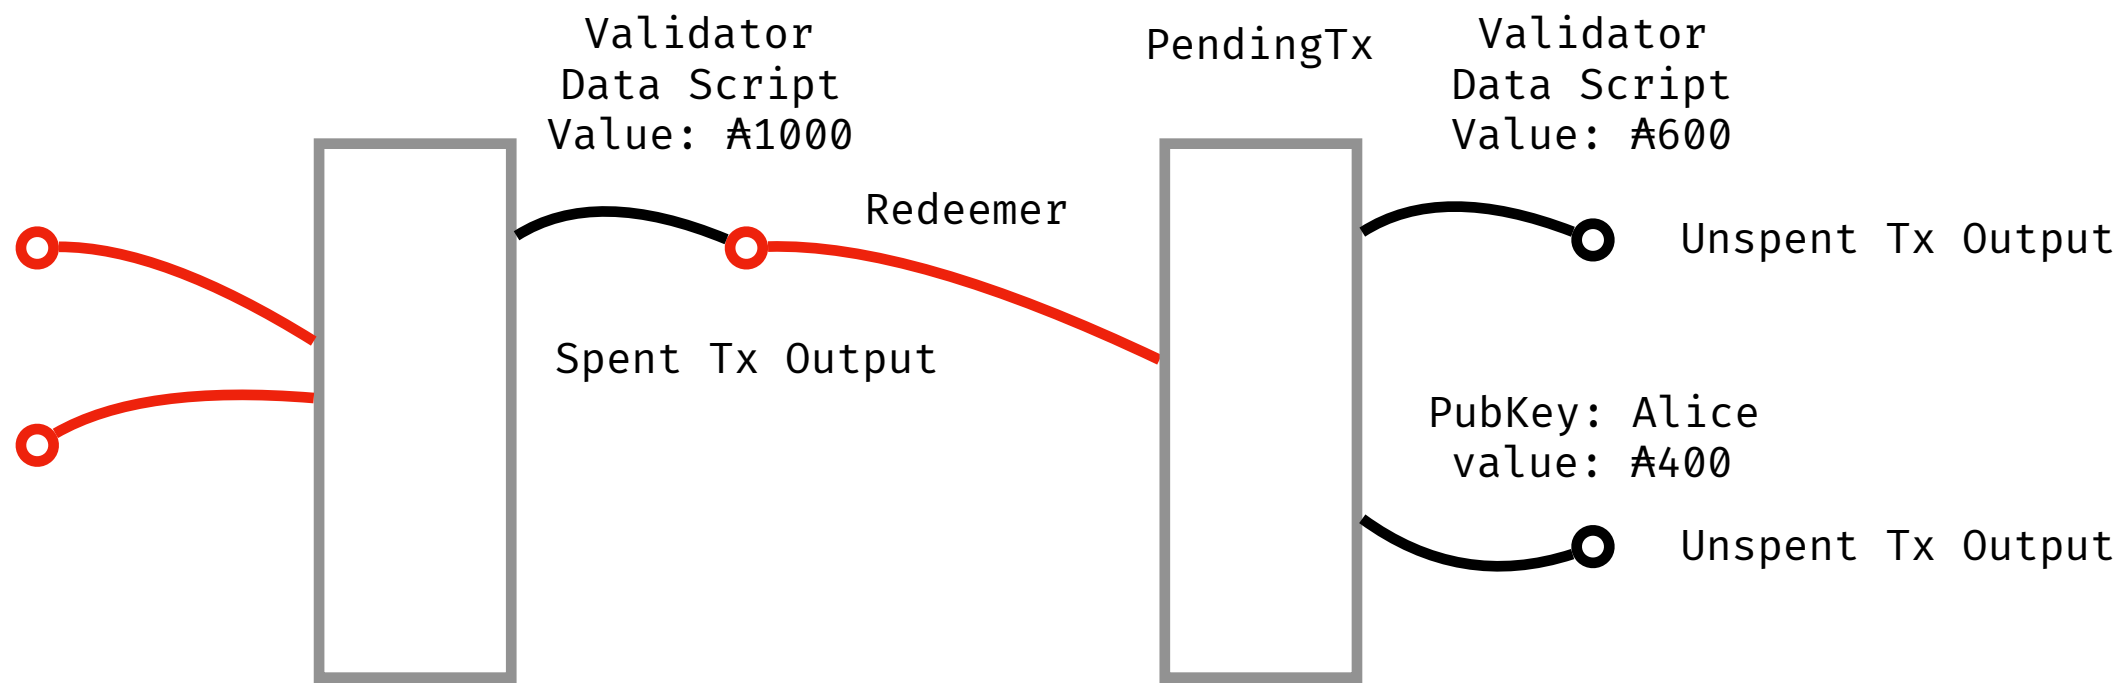 Validator
Data Script
Value: ₳1000
PendingTx
Validator
Data Script
Value: ₳600
Redeemer
Unspent Tx Output
Spent Tx Output
PubKey: Alice
value: ₳400
Unspent Tx Output